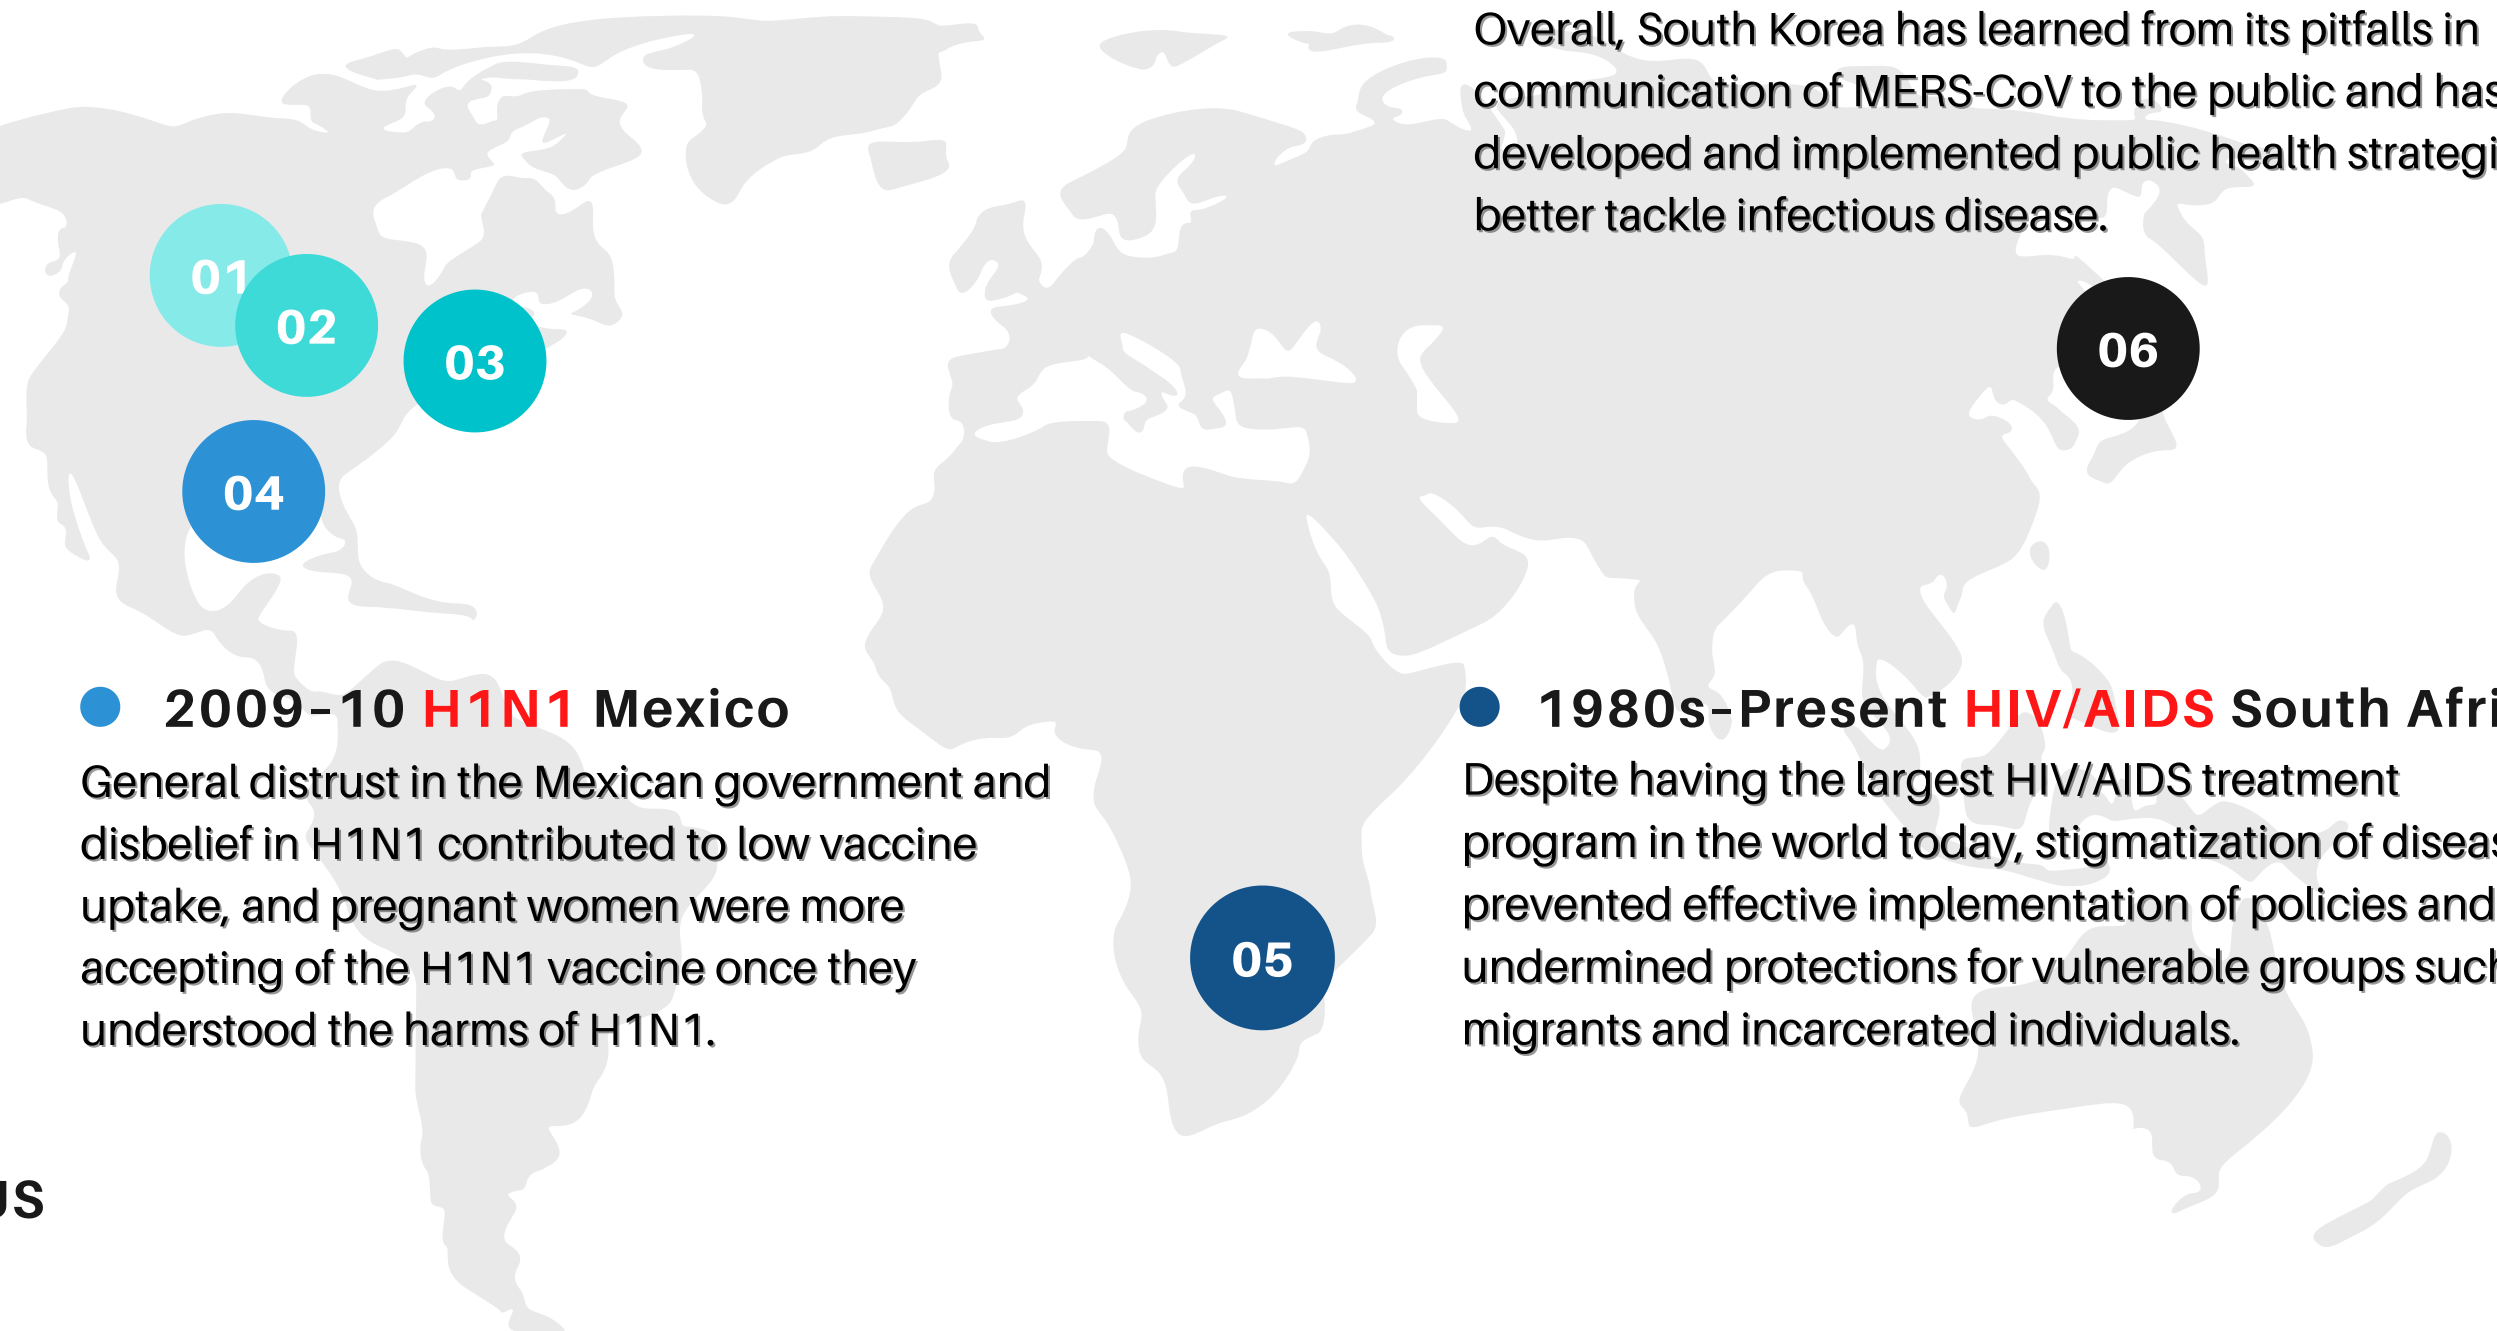 Overall, South Korea has learned from its pitfalls in
communication of MERS-CoV to the public and has
developed and implemented public health
better tackle infectious disease.
01
02
03
04
06
2009-10 H1N1 Mexico
General distrust in the Mexican government and
disbelief in H1N1 contributed to low vaccine
uptake, and pregnant women were more
accepting of the H1N1 vaccine once they
understood the harms of H1N1.
05
1980s-Present HIV/AIDS South
Despite having the largest HIV/AIDS treatment
program in the world today, stigmatization of
prevented effective implementation of policies and
undermined protections for vulnerable groups
migrants and incarcerated individuals.